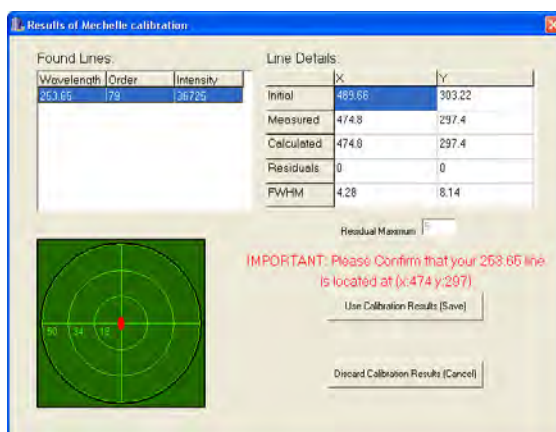 Results of Mechelle calibration
Found Lines:
Wavelength Order Intensity
253.65 79 36725
Line Details:
X Y
Initial 489.66 303.22
Measured 474.8 297.4
Calculated 474.8 297.4
Residuals 0 0
FWHM 4.28 8.14
Residual Maximum 5
IMPORTANT: Please Confirm that your 253.65 line
is located at (x:474 y:297)
50 34 18
Use Calibration Results (Save)
Discard Calibration Results (Cancel)